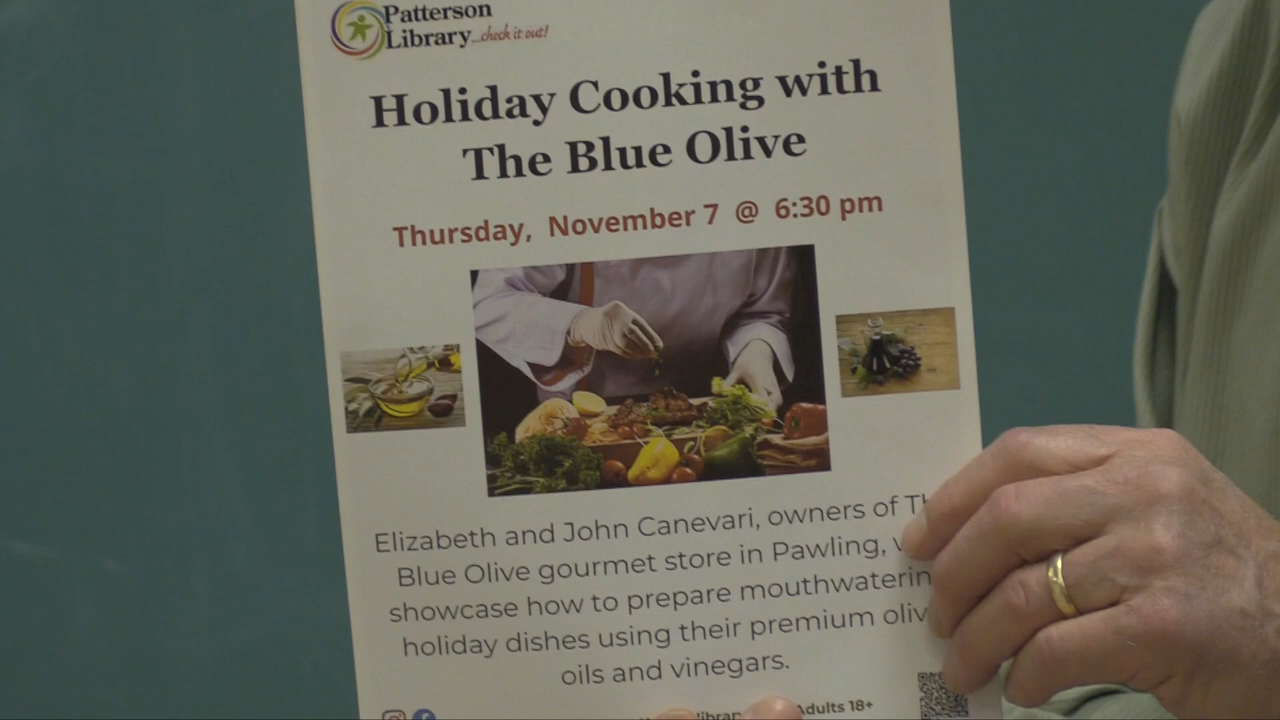 Patterson
Library...check it out!
Holiday Cooking with
The Blue Olive
Thursday, November 7 @ 6:30 pm
Elizabeth and John Canevari, owners of
Blue Olive gourmet store in Pawling,
showcase how to prepare mouthwaterin
holiday dishes using their premium oliv
oils and vinegars.
Adults 18+